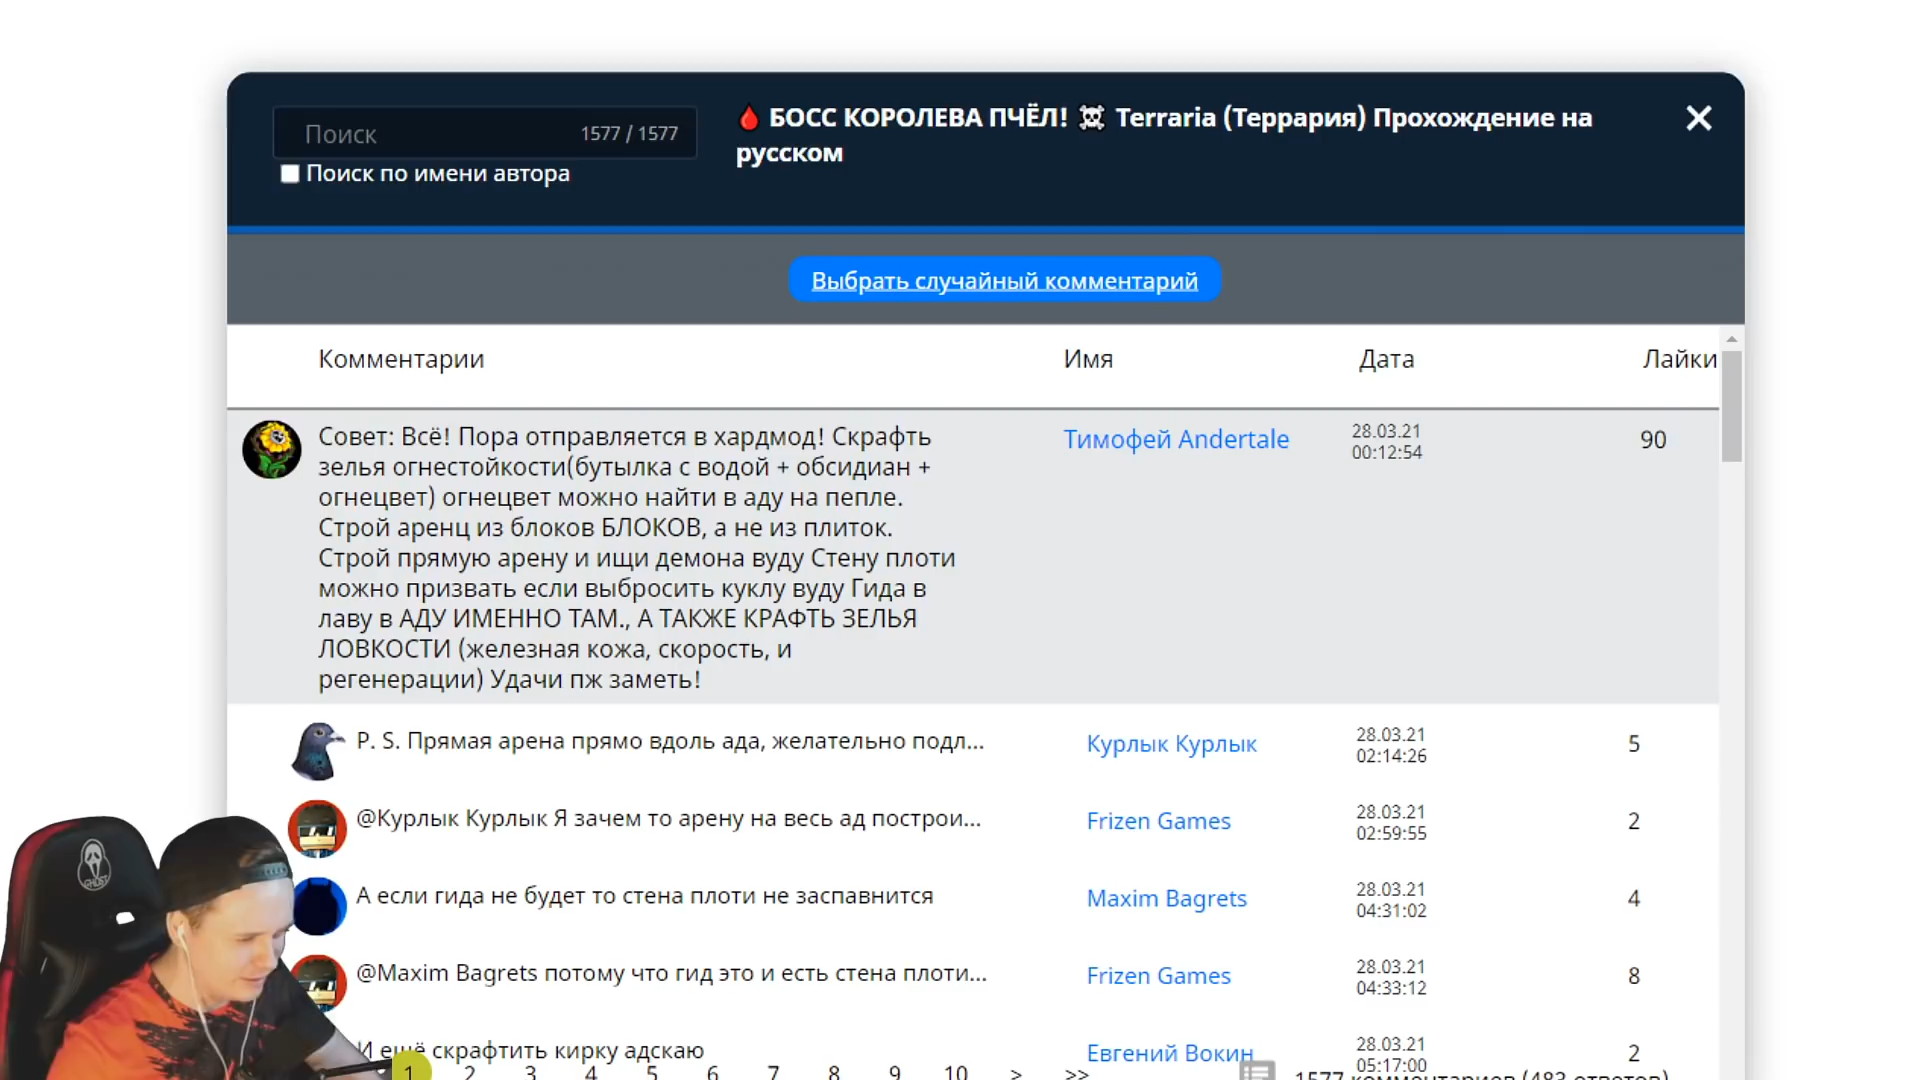 Поиск 1577 / 1577
Поиск по имени автора
🩸 БОСС КОРОЛЕВА ПЧЁЛ! ☠ Terraria (Террария) Прохождение на
русском
Выбрать случайный комментарий
Комментарии Имя Дата Лайки
Совет: Всё! Пора отправляется в хардмод! Скрафть
зелья огнестойкости(бутылка с водой + обсидиан +
огнецвет) огнецвет можно найти в аду на пепле.
Строй аренц из блоков БЛОКОВ, а не из плиток.
Строй прямую арену и ищи демона вуду Стену плоти
можно призвать если выбросить куклу вуду Гида в
лаву в АДУ ИМЕННО ТАМ., А ТАКЖЕ КРАФТЬ ЗЕЛЬЯ
ЛОВКОСТИ (железная кожа, скорость, и
регенерации) Удачи пж заметь!
Тимофей Andertale
28.03.21
00:12:54
90
P. S. Прямая арена прямо вдоль ада, желательно подл...
Курлык Курлык
28.03.21
02:14:26
5
@Курлык Курлык Я зачем то арену на весь ад построи...
Frizen Games
28.03.21
02:59:55
2
А если гида не будет то стена плоти не заспавнится
Maxim Bagrets
28.03.21
04:31:02
4
@Maxim Bagrets потому что гид это и есть стена плоти...
Frizen Games
28.03.21
04:33:12
8
И ещё скрафтить кирку адскаю
Евгений Вокин
28.03.21
05:17:00
2
1 2 3 4 5 6 7 8 9 10 > >>
1577 комментариев (483 ответов)
GHOST